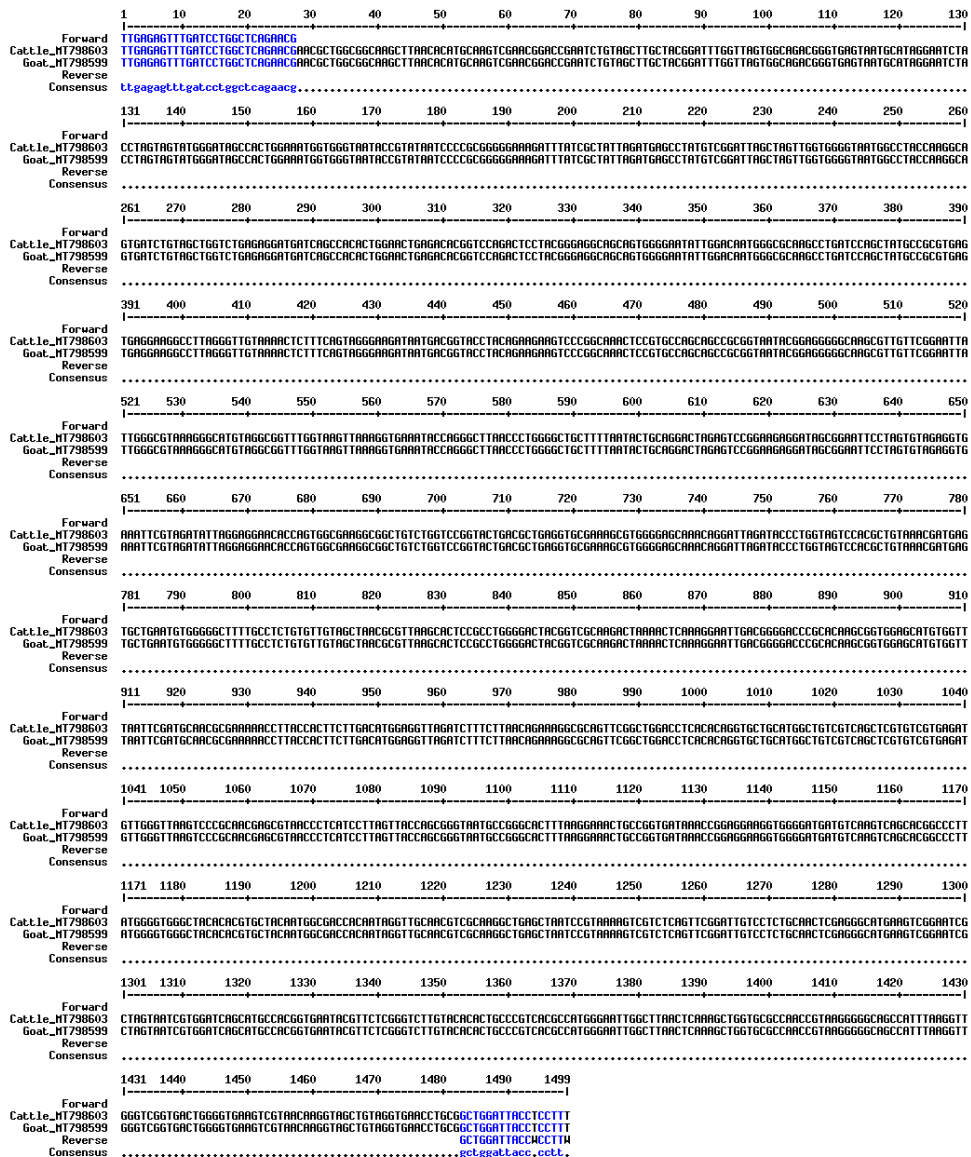 1 10 20 30 40 50 60 70 80 90 100 110 120 130
|--------+---------+---------+---------+---------+---------+---------+---------+---------+---------+---------+---------+---------|
Forward TTGAGAGTTTGATCCTGGCTCAGAACG
Cattle_MT798603 TTGAGAGTTTGATCCTGGCTCAGAACGAACGCTGGCGGCAAGCTTAACACATGCAAGTCGAACGGACCGAATCTGTAGCTTGCTACGGATTTGGTTAGTGGCAGACGGGTGAGTAATGCATAGGAATCTA
Goat_MT798599 TTGAGAGTTTGATCCTGGCTCAGAACGAACGCTGGCGGCAAGCTTAACACATGCAAGTCGAACGGACCGAATCTGTAGCTTGCTACGGATTTGGTTAGTGGCAGACGGGTGAGTAATGCATAGGAATCTA
Reverse
Consensus ttgagagtttgatcctggctcagaacg.......................................................................................................
131 140 150 160 170 180 190 200 210 220 230 240 250 260
|--------+---------+---------+---------+---------+---------+---------+---------+---------+---------+---------+---------+---------|
Forward
Cattle_MT798603 CCTAGTAGTATGGGATAGCCACTGGAAATGGTGGGTAATACCGTATAATCCCCGCGGGGGAAAGATTTATCGCTATTAGATGAGCCTATGTCGGATTAGCTAGTTGGTGGGGTAATGGCCTACCAAGGCA
Goat_MT798599 CCTAGTAGTATGGGATAGCCACTGGAAATGGTGGGTAATACCGTATAATCCCCGCGGGGGAAAGATTTATCGCTATTAGATGAGCCTATGTCGGATTAGCTAGTTGGTGGGGTAATGGCCTACCAAGGCA
Reverse
Consensus ..................................................................................................................................
261 270 280 290 300 310 320 330 340 350 360 370 380 390
|--------+---------+---------+---------+---------+---------+---------+---------+---------+---------+---------+---------+---------|
Forward
Cattle_MT798603 GTGATCTGTAGCTGGTCTGAGAGGATGATCAGCCACACTGGAACTGAGACACGGTCCAGACTCCTACGGGAGGCAGCAGTGGGGAATATTGGACAATGGGCGCAAGCCTGATCCAGCTATGCCGCGTGAG
Goat_MT798599 GTGATCTGTAGCTGGTCTGAGAGGATGATCAGCCACACTGGAACTGAGACACGGTCCAGACTCCTACGGGAGGCAGCAGTGGGGAATATTGGACAATGGGCGCAAGCCTGATCCAGCTATGCCGCGTGAG
Reverse
Consensus ..................................................................................................................................
391 400 410 420 430 440 450 460 470 480 490 500 510 520
|--------+---------+---------+---------+---------+---------+---------+---------+---------+---------+---------+---------+---------|
Forward
Cattle_MT798603 TGAGGAAGGCCTTAGGGTTGTAAAACTCTTTCAGTAGGGAAGATAATGACGGTACCTACAGAAGAAGTCCCGGCAAACTCCGTGCCAGCAGCCGCGGTAATACGGAGGGGGCAAGCGTTGTTCGGAATTA
Goat_MT798599 TGAGGAAGGCCTTAGGGTTGTAAAACTCTTTCAGTAGGGAAGATAATGACGGTACCTACAGAAGAAGTCCCGGCAAACTCCGTGCCAGCAGCCGCGGTAATACGGAGGGGGCAAGCGTTGTTCGGAATTA
Reverse
Consensus ..................................................................................................................................
521 530 540 550 560 570 580 590 600 610 620 630 640 650
|--------+---------+---------+---------+---------+---------+---------+---------+---------+---------+---------+---------+---------|
Forward
Cattle_MT798603 TTGGGCGTAAAGGGCATGTAGGCGGTTTGGTAAGTTAAAGGTGAAATACCAGGGCTTAACCCTGGGGCTGCTTTTAATACTGCAGGACTAGAGTCCGGAAGAGGATAGCGGAATTCCTAGTGTAGAGGTG
Goat_MT798599 TTGGGCGTAAAGGGCATGTAGGCGGTTTGGTAAGTTAAAGGTGAAATACCAGGGCTTAACCCTGGGGCTGCTTTTAATACTGCAGGACTAGAGTCCGGAAGAGGATAGCGGAATTCCTAGTGTAGAGGTG
Reverse
Consensus ..................................................................................................................................
651 660 670 680 690 700 710 720 730 740 750 760 770 780
|--------+---------+---------+---------+---------+---------+---------+---------+---------+---------+---------+---------+---------|
Forward
Cattle_MT798603 AAATTCGTAGATATTAGGAGGAACACCAGTGGCGAAGGCGGCTGTCTGGTCCGGTACTGACGCTGAGGTGCGAAAGCGTGGGGAGCAAACAGGATTAGATACCCTGGTAGTCCACGCTGTAAACGATGAG
Goat_MT798599 AAATTCGTAGATATTAGGAGGAACACCAGTGGCGAAGGCGGCTGTCTGGTCCGGTACTGACGCTGAGGTGCGAAAGCGTGGGGAGCAAACAGGATTAGATACCCTGGTAGTCCACGCTGTAAACGATGAG
Reverse
Consensus ..................................................................................................................................
781 790 800 810 820 830 840 850 860 870 880 890 900 910
|--------+---------+---------+---------+---------+---------+---------+---------+---------+---------+---------+---------+---------|
Forward
Cattle_MT798603 TGCTGAATGTGGGGGCTTTTGCCTCTGTGTTGTAGCTAACGCGTTAAGCACTCCGCCTGGGGACTACGGTCGCAAGACTAAAACTCAAAGGAATTGACGGGGACCCGCACAAGCGGTGGAGCATGTGGTT
Goat_MT798599 TGCTGAATGTGGGGGCTTTTGCCTCTGTGTTGTAGCTAACGCGTTAAGCACTCCGCCTGGGGACTACGGTCGCAAGACTAAAACTCAAAGGAATTGACGGGGACCCGCACAAGCGGTGGAGCATGTGGTT
Reverse
Consensus ..................................................................................................................................
911 920 930 940 950 960 970 980 990 1000 1010 1020 1030 1040
|--------+---------+---------+---------+---------+---------+---------+---------+---------+---------+---------+---------+---------|
Forward
Cattle_MT798603 TAATTCGATGCAACGCGAAAAACCTTACCACTTCTTGACATGGAGGTTAGATCTTTCTTAACAGAAAGGCGCAGTTCGGCTGGACCTCACACAGGTGCTGCATGGCTGTCGTCAGCTCGTGTCGTGAGAT
Goat_MT798599 TAATTCGATGCAACGCGAAAAACCTTACCACTTCTTGACATGGAGGTTAGATCTTTCTTAACAGAAAGGCGCAGTTCGGCTGGACCTCACACAGGTGCTGCATGGCTGTCGTCAGCTCGTGTCGTGAGAT
Reverse
Consensus ..................................................................................................................................
1041 1050 1060 1070 1080 1090 1100 1110 1120 1130 1140 1150 1160 1170
|--------+---------+---------+---------+---------+---------+---------+---------+---------+---------+---------+---------+---------|
Forward
Cattle_MT798603 GTTGGGTTAAGTCCCGCAACGAGCGTAACCCTCATCCTTAGTTACCAGCGGGTAATGCCGGGCACTTTAAGGAAACTGCCGGTGATAAACCGGAGGAAGGTGGGGATGATGTCAAGTCAGCACGGCCCTT
Goat_MT798599 GTTGGGTTAAGTCCCGCAACGAGCGTAACCCTCATCCTTAGTTACCAGCGGGTAATGCCGGGCACTTTAAGGAAACTGCCGGTGATAAACCGGAGGAAGGTGGGGATGATGTCAAGTCAGCACGGCCCTT
Reverse
Consensus ..................................................................................................................................
1171 1180 1190 1200 1210 1220 1230 1240 1250 1260 1270 1280 1290 1300
|--------+---------+---------+---------+---------+---------+---------+---------+---------+---------+---------+---------+---------|
Forward
Cattle_MT798603 ATGGGGTGGGCTACACACGTGCTACAATGGCGACCACAATAGGTTGCAACGTCGCAAGGCTGAGCTAATCCGTAAAAGTCGTCTCAGTTCGGATTGTCCTCTGCAACTCGAGGGCATGAAGTCGGAATCG
Goat_MT798599 ATGGGGTGGGCTACACACGTGCTACAATGGCGACCACAATAGGTTGCAACGTCGCAAGGCTGAGCTAATCCGTAAAAGTCGTCTCAGTTCGGATTGTCCTCTGCAACTCGAGGGCATGAAGTCGGAATCG
Reverse
Consensus ..................................................................................................................................
1301 1310 1320 1330 1340 1350 1360 1370 1380 1390 1400 1410 1420 1430
|--------+---------+---------+---------+---------+---------+---------+---------+---------+---------+---------+---------+---------|
Forward
Cattle_MT798603 CTAGTAATCGTGGATCAGCATGCCACGGTGAATACGTTCTCGGGTCTTGTACACACTGCCCGTCACGCCATGGGAATTGGCTTAACTCAAAGCTGGTGCGCCAACCGTAAGGGGGCAGCCATTTAAGGTT
Goat_MT798599 CTAGTAATCGTGGATCAGCATGCCACGGTGAATACGTTCTCGGGTCTTGTACACACTGCCCGTCACGCCATGGGAATTGGCTTAACTCAAAGCTGGTGCGCCAACCGTAAGGGGGCAGCCATTTAAGGTT
Reverse
Consensus ..................................................................................................................................
1431 1440 1450 1460 1470 1480 1490 1499
|--------+---------+---------+---------+---------+---------+--------|
Forward
Cattle_MT798603 GGGTCGGTGACTGGGGTGAAGTCGTAACAAGGTAGCTGTAGGTGAACCTGCGGCTGGATTACCTCCTTT
Goat_MT798599 GGGTCGGTGACTGGGGTGAAGTCGTAACAAGGTAGCTGTAGGTGAACCTGCGGCTGGATTACCTCCTTT
Reverse GCTGGATTACCWCCTTW
Consensus ....................................................gctggattacc.cctt.